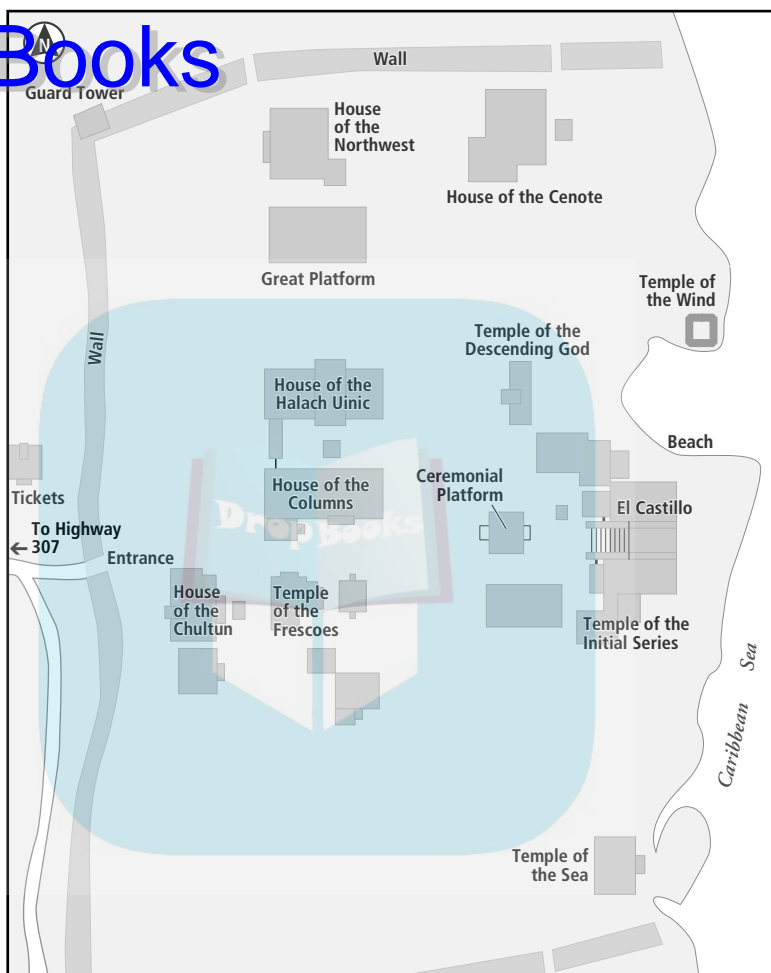 N
Books
Guard Tower
Wall
House
of the
Northwest
House of the Cenote
Great Platform
Temple of
the Wind
Wall
Temple of the
Descending God
House of the
Halach Uinic
Beach
Tickets
House of the
Columns
Ceremonial
Platform
El Castillo
Drop Books
To Highway
307
Entrance
House
of the
Chultun
Temple
of the
Frescoes
Temple of the
Initial Series
Caribbean Sea
Temple of
the Sea